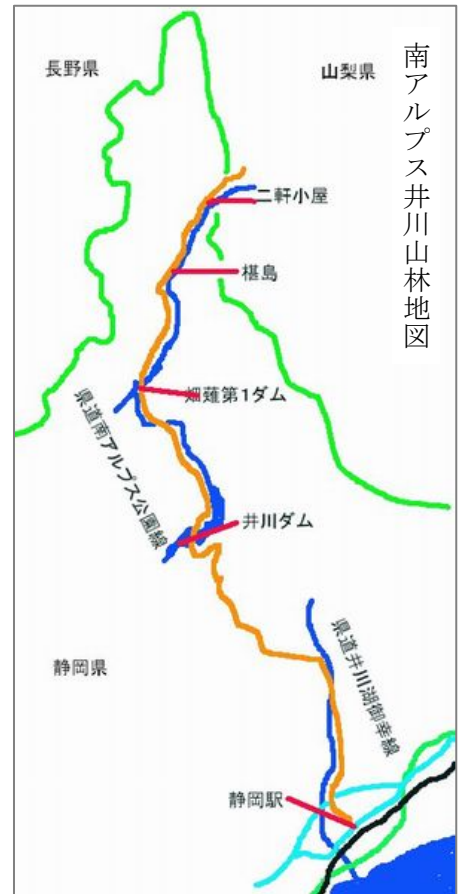 南アルプス井川山林地図
長野県
山梨県
二軒小屋
椹島
畑薙第1ダム
県道南アルプス公園線
井川ダム
県道井川湖御幸線
静岡県
静岡駅